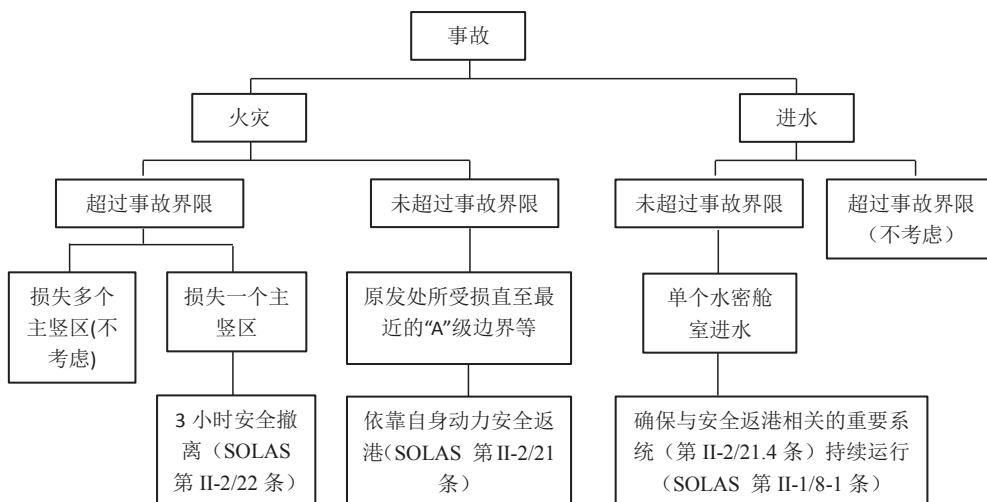 事故
火灾
进水
超过事故界限
未超过事故界限
未超过事故界限
超过事故界限
（不考虑）
损失多个
主竖区(不
考虑)
损失一个主
竖区
原发处所受损直至最
近的“A”级边界等
单个水密舱
室进水
3 小时安全撤
离（SOLAS
第 II-2/22 条）
依靠自身动力安全返
港（SOLAS 第 II-2/21
条）
确保与安全返港相关的重要系
统（第 II-2/21.4 条）持续运行
（SOLAS 第 II-1/8-1 条）